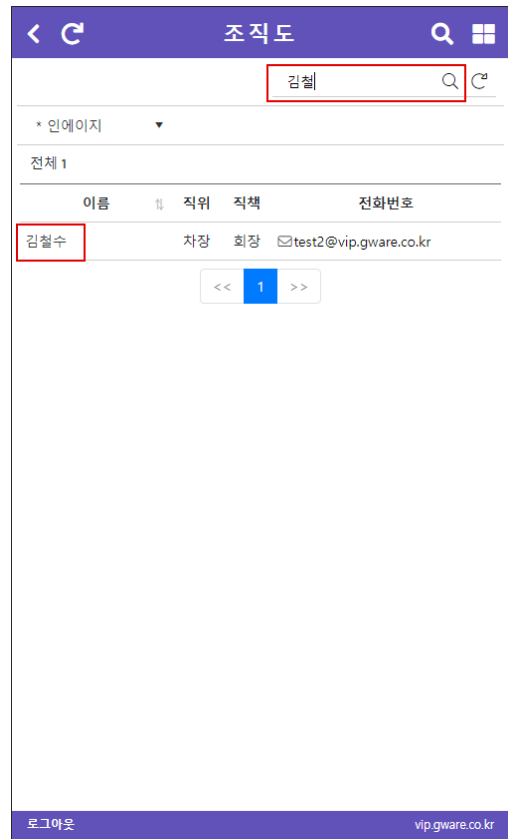 조직도
김철
* 인에이지
전체 1
이름 직위 직책 전화번호
김철수 차장 회장 test2@vip.gware.co.kr
<< 1 >>
로그아웃 vip.gware.co.kr